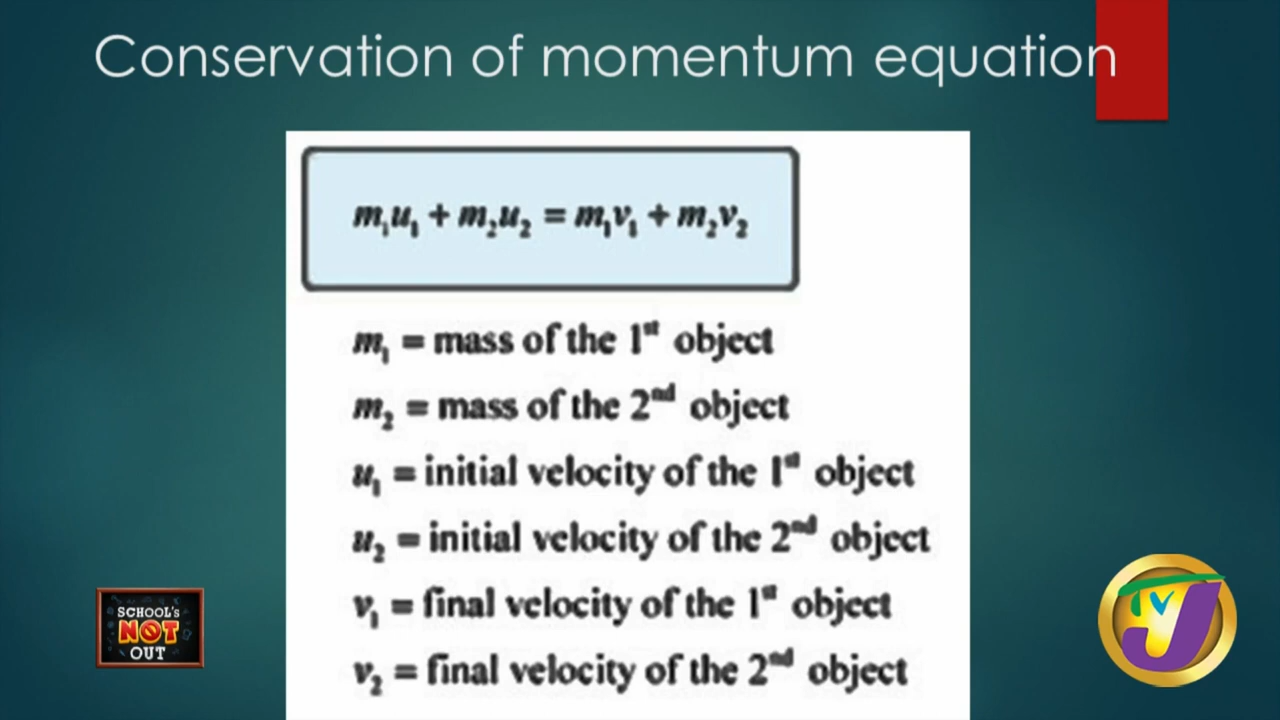 Conservation of momentum equation
m₁u₁ + m₂u₂ = m₁v₁ + m₂v₂
m₁ = mass of the 1ˢᵗ object
m₂ = mass of the 2ⁿᵈ object
u₁ = initial velocity of the 1ˢᵗ object
u₂ = initial velocity of the 2ⁿᵈ object
v₁ = final velocity of the 1ˢᵗ object
v₂ = final velocity of the 2ⁿᵈ object
SCHOOL's
NOT
OUT
TVJ